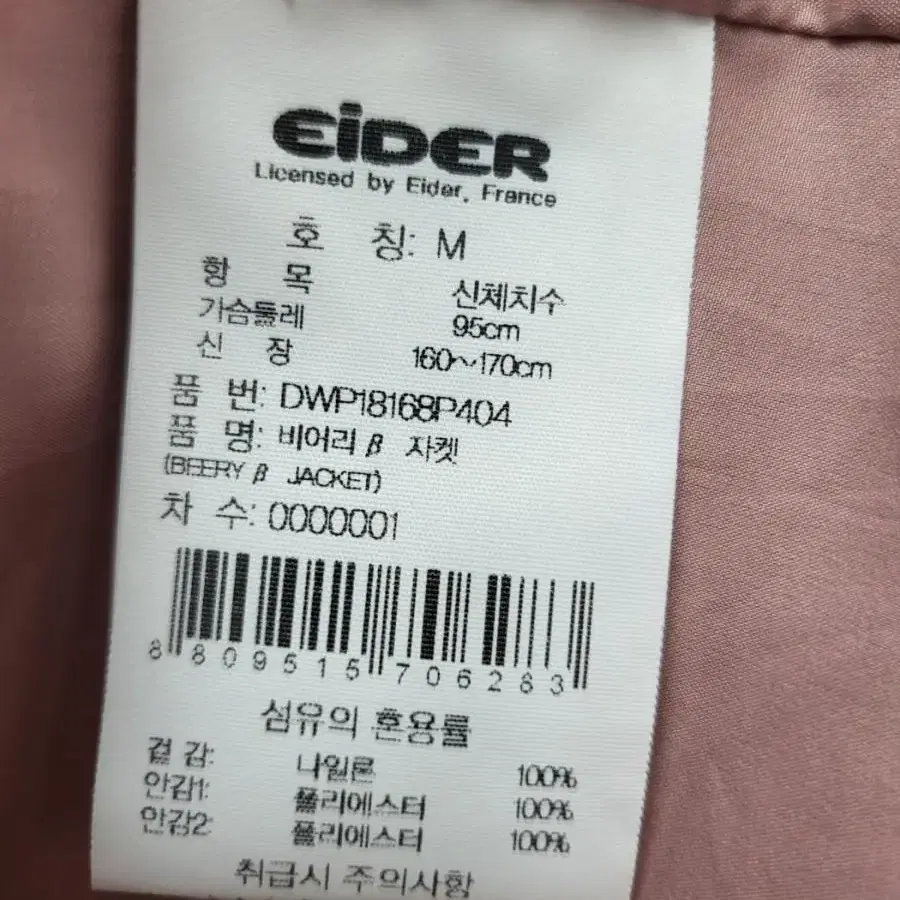 EiDER
Licensed by Eider, France
호 칭: M
항 목 신체치수
가슴둘레 95cm
신 장 160~170cm
품 번: DWP18168P404
품 명: 비어리 β 자켓
(BEERY β JACKET)
차 수: 0000001
8 809515 706283
섬유의 혼용률
겉 감: 나일론 100%
안감1: 폴리에스터 100%
안감2: 폴리에스터 100%
취급시 주의사항